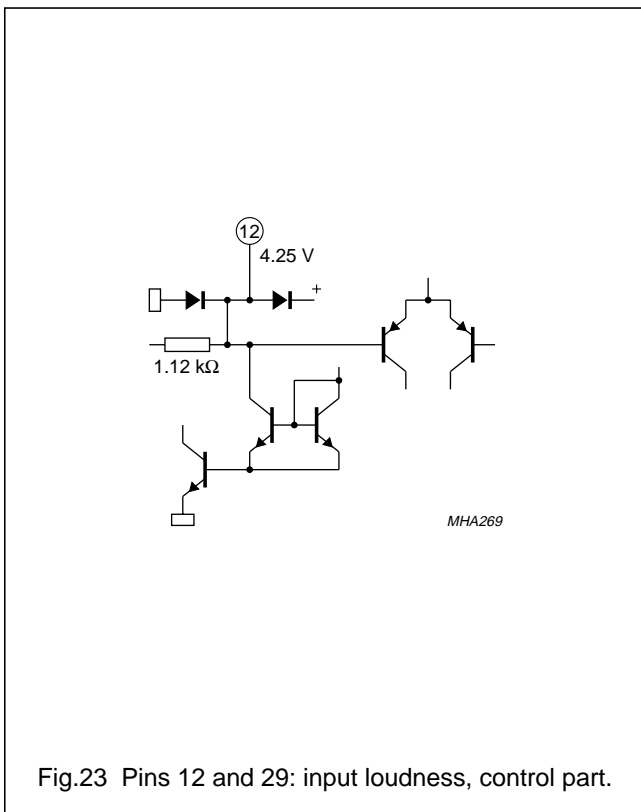 12
4.25 V
+
1.12 kΩ
MHA269
Fig.23 Pins 12 and 29: input loudness, control part.